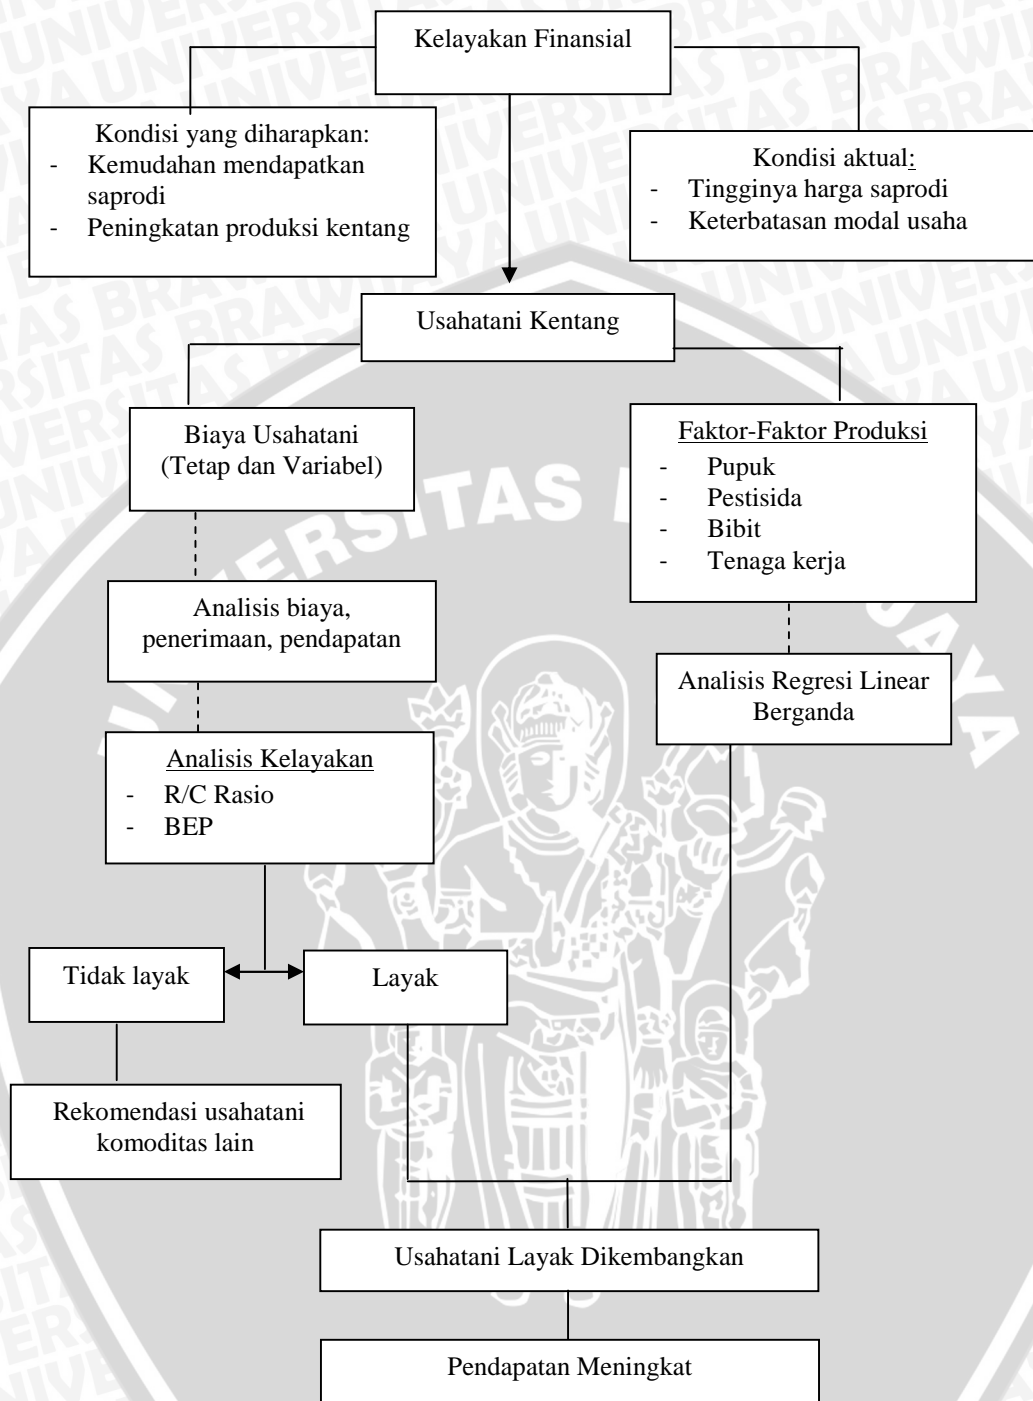 Kelayakan Finansial
Kondisi yang diharapkan:
- Kemudahan mendapatkan
saprodi
- Peningkatan produksi kentang
Kondisi aktual:
- Tingginya harga saprodi
- Keterbatasan modal usaha
Usahatani Kentang
Biaya Usahatani
(Tetap dan Variabel)
Faktor-Faktor Produksi
- Pupuk
- Pestisida
- Bibit
- Tenaga kerja
Analisis biaya,
penerimaan, pendapatan
Analisis Regresi Linear
Berganda
Analisis Kelayakan
- R/C Rasio
- BEP
Tidak layak
Layak
Rekomendasi usahatani
komoditas lain
Usahatani Layak Dikembangkan
Pendapatan Meningkat